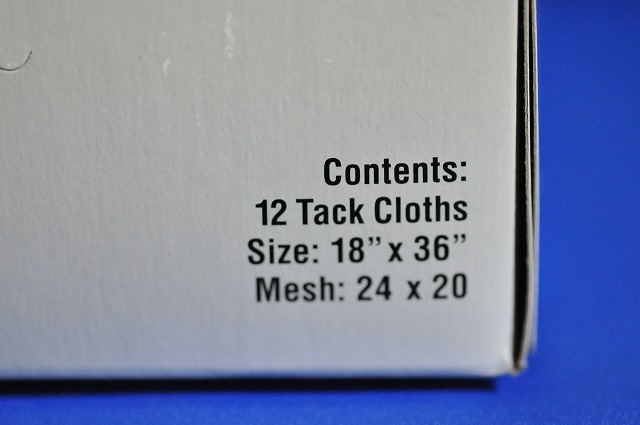 Contents:
12 Tack Cloths
Size: 18” x 36”
Mesh: 24 x 20